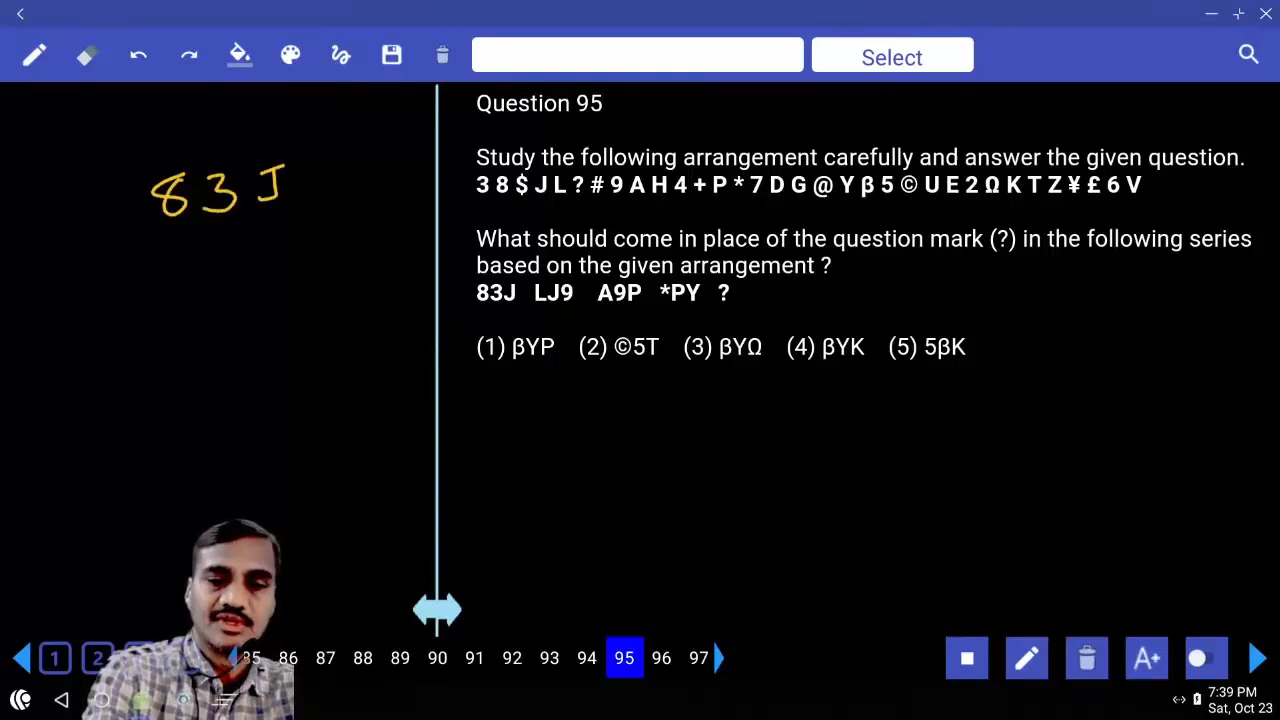 Select
Question 95
Study the following arrangement carefully and answer the given question.
3 8 $ J L ? # 9 A H 4 + P * 7 D G @ Y β 5 © U E 2 Ω K T Z ¥ £ 6 V
What should come in place of the question mark (?) in the following series
based on the given arrangement ?
83J LJ9 A9P *PY ?
(1) βYP (2) ©5T (3) βYΩ (4) βYK (5) 5βK
83J
1 2 85 86 87 88 89 90 91 92 93 94 95 96 97
A+
7:39 PM
Sat, Oct 23